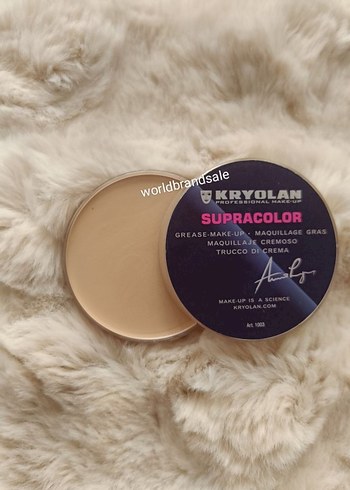 worldbrandsale
KRYOLAN
PROFESSIONAL MAKE-UP
SUPRACOLOR
GREASE-MAKE-UP · MAQUILLAGE GRAS
MAQUILLAJE CREMOSO
TRUCCO DI CREMA
MAKE-UP IS A SCIENCE
KRYOLAN.COM
Art. 1003